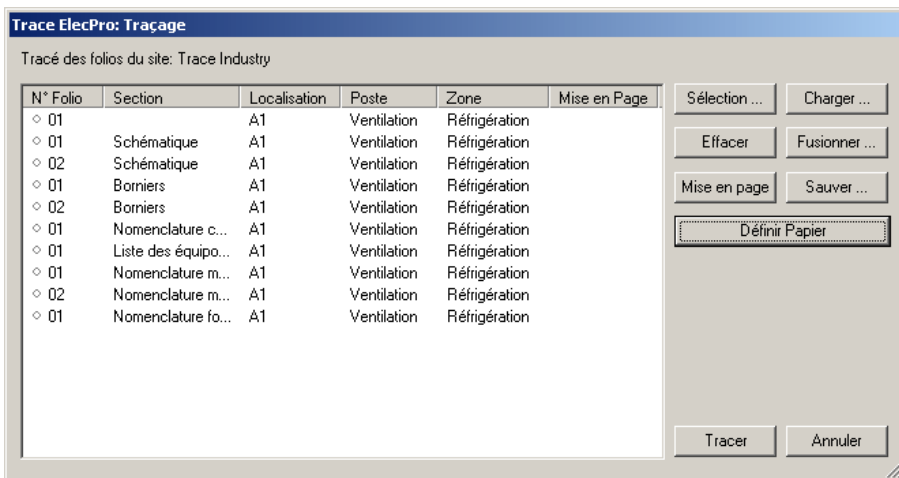 Trace ElecPro: Traçage
Tracé des folios du site: Trace Industry
N° Folio Section Localisation Poste Zone Mise en Page
01 A1 Ventilation Réfrigération
01 Schématique A1 Ventilation Réfrigération
02 Schématique A1 Ventilation Réfrigération
01 Borniers A1 Ventilation Réfrigération
02 Borniers A1 Ventilation Réfrigération
01 Nomenclature c... A1 Ventilation Réfrigération
01 Liste des équipo... A1 Ventilation Réfrigération
01 Nomenclature m... A1 Ventilation Réfrigération
02 Nomenclature m... A1 Ventilation Réfrigération
01 Nomenclature fo... A1 Ventilation Réfrigération
Sélection ... Charger ...
Effacer Fusionner ...
Mise en page Sauver ...
Définir Papier
Tracer Annuler